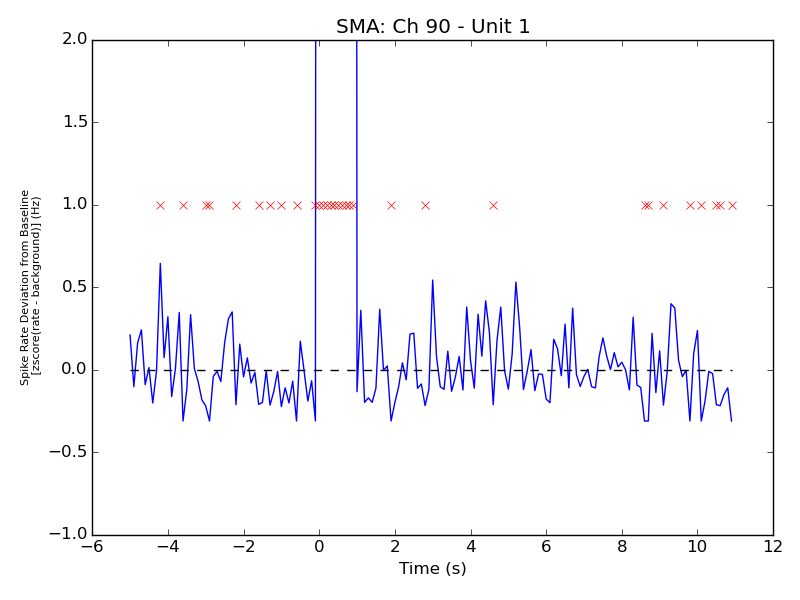 SMA: Ch 90 - Unit 1
Spike Rate Deviation from Baseline
[zscore(rate - background)] (Hz)
2.0
1.5
1.0
0.5
0.0
−0.5
−1.0
−6 −4 −2 0 2 4 6 8 10 12
Time (s)